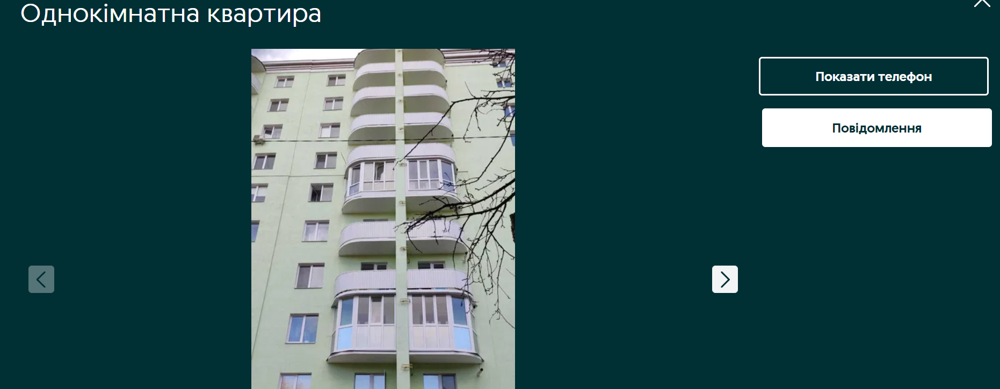 Однокімнатна квартира
Показати телефон
Повідомлення